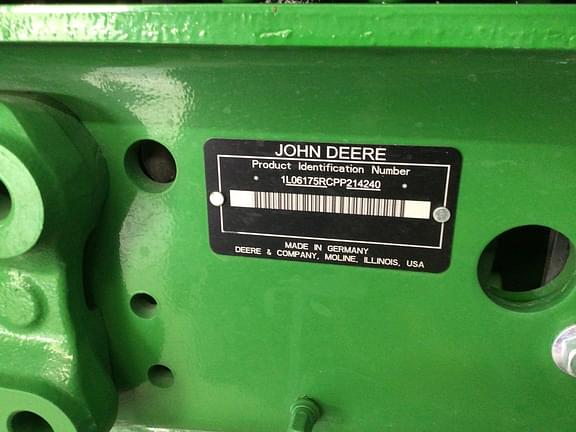 JOHN DEERE
Product Identification Number
1L06175RCPP214240
MADE IN GERMANY
DEERE & COMPANY, MOLINE, ILLINOIS, USA